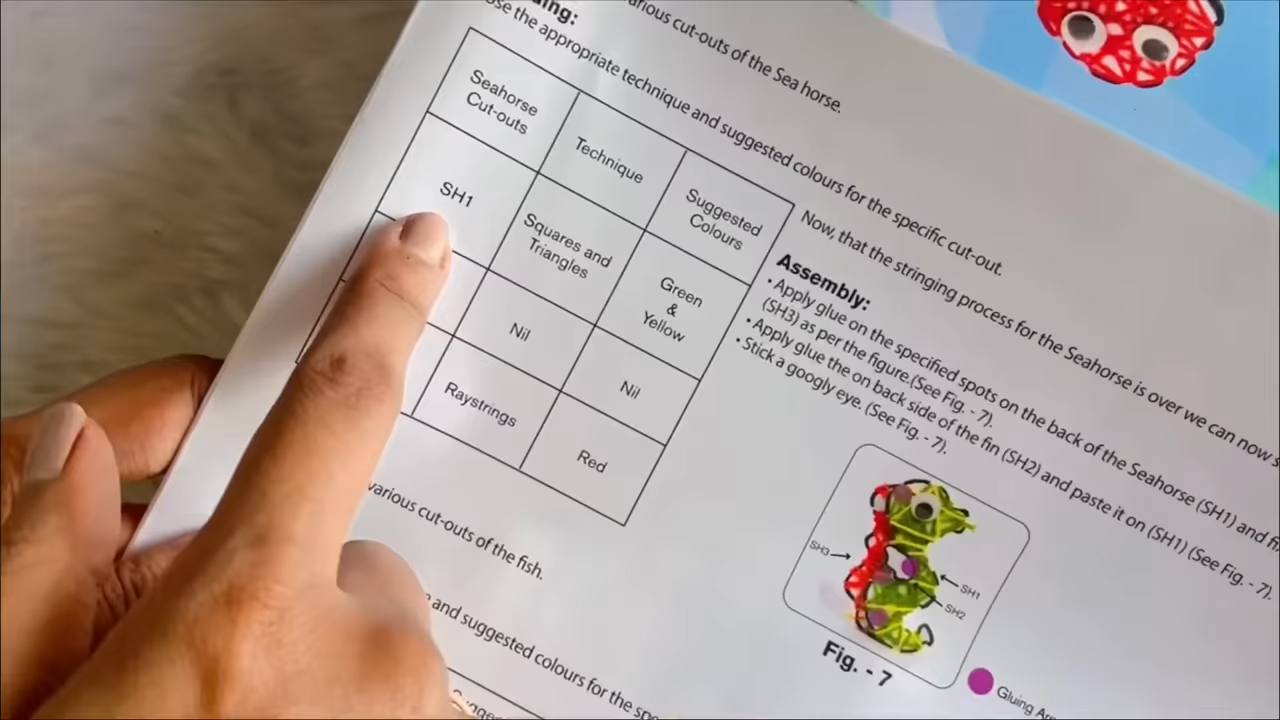 various cut-outs of the Sea horse.
Use the appropriate technique and suggested colours for the specific cut-out.
Seahorse
Cut-outs
Technique
Suggested
Colours
SH1
Squares and
Triangles
Green
&
Yellow
Nil
Nil
Raystrings
Red
various cut-outs of the fish.
and suggested colours for the
Now, that the stringing process for the Seahorse is over we can now
Assembly:
• Apply glue on the specified spots on the back of the Seahorse (SH1) and
(SH3) as per the figure.(See Fig. - 7).
• Apply glue the on back side of the fin (SH2) and paste it on (SH1) (See Fig. - 7).
• Stick a googly eye. (See Fig. - 7).
SH3
SH1
SH2
Fig. - 7
Gluing